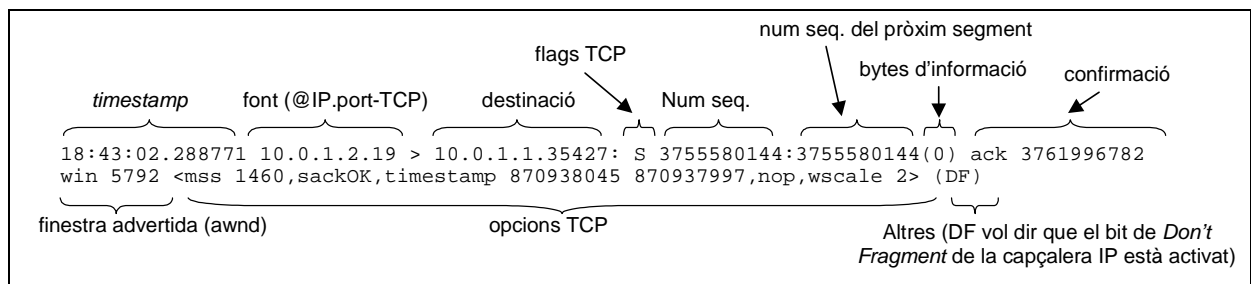 num seq. del pròxim segment
flags TCP
bytes d'informació
confirmació
timestamp
font (@IP.port-TCP)
destinació
Num seq.
18:43:02.288771 10.0.1.2.19 > 10.0.1.1.35427: S 3755580144:3755580144(0) ack 3761996782
win 5792 <mss 1460,sackOK,timestamp 870938045 870937997,nop,wscale 2> (DF)
finestra advertida (awnd)
opcions TCP
Altres (DF vol dir que el bit de Don't
Fragment de la capçalera IP està activat)